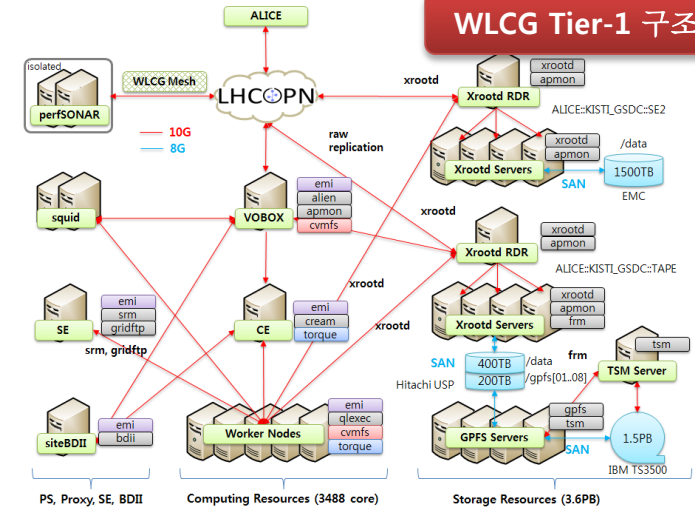 ALICE
WLCG Tier-1 구조
isolated
WLCG Mesh
perfSONAR
LHCOPN
xrootd
xrootd
apmon
Xrootd RDR
ALICE::KISTI_GSDC::SE2
10G
8G
raw
replication
xrootd
apmon
/data
Xrootd Servers
1500TB
SAN
EMC
squid
VOBOX
emi
alien
apmon
cvmfs
xrootd
xrootd
apmon
Xrootd RDR
ALICE::KISTI_GSDC::TAPE
xrootd
SE
emi
srm
gridftp
CE
emi
cream
torque
xrootd
Xrootd Servers
xrootd
apmon
frm
srm, gridftp
SAN
400TB
/data
frm
tsm
TSM Server
Hitachi USP
200TB
/gpfs[01..08]
siteBDII
emi
bdii
Worker Nodes
emi
qlexec
cvmfs
torque
GPFS Servers
gpfs
tsm
SAN
1.5PB
IBM TS3500
PS, Proxy, SE, BDII
Computing Resources (3488 core)
Storage Resources (3.6PB)